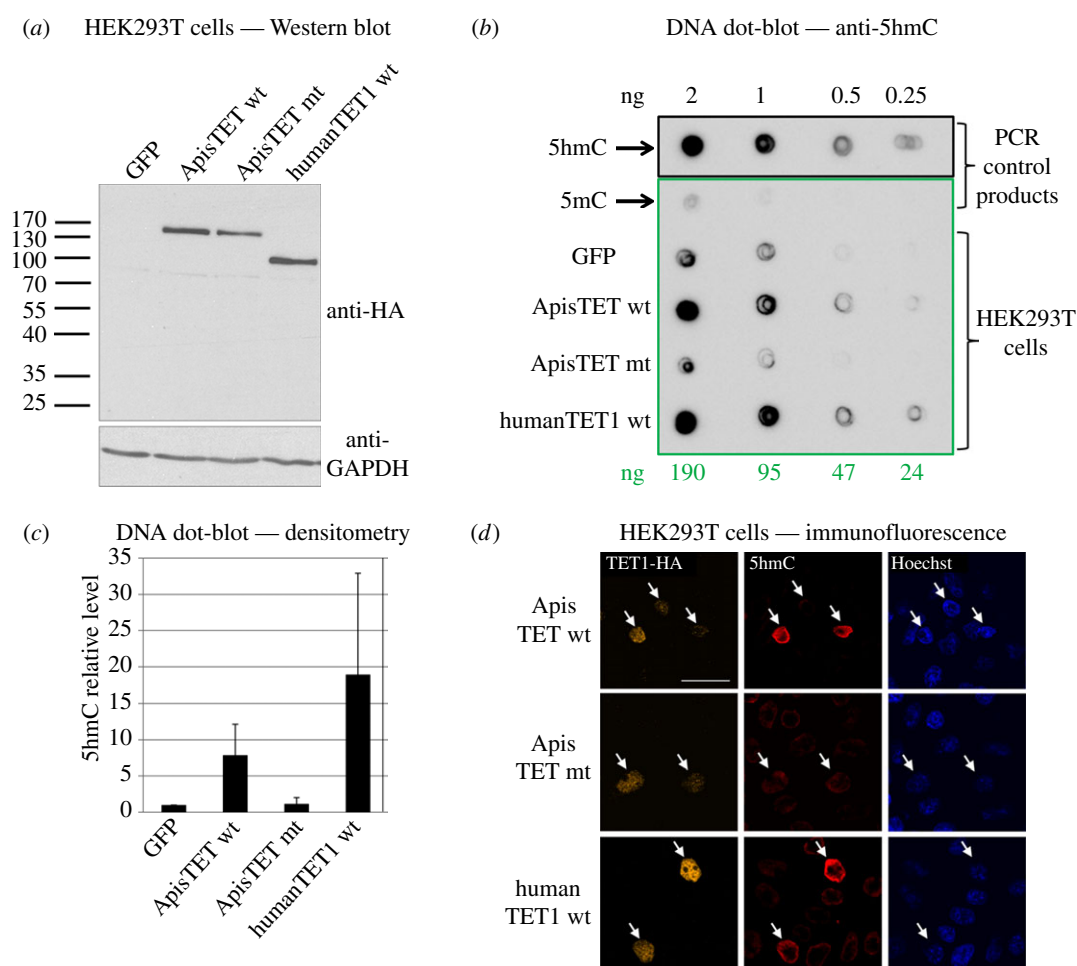 (a) HEK293T cells — Western blot
GFP
ApisTET wt
ApisTET mt
humanTET1 wt
170
130
100
70
55
40
35
25
anti-HA
anti-
GAPDH
(b) DNA dot-blot — anti-5hmC
ng 2 1 0.5 0.25
5hmC
5mC
PCR
control
products
GFP
ApisTET wt
ApisTET mt
humanTET1 wt
HEK293T
cells
ng 190 95 47 24
(c) DNA dot-blot — densitometry
5hmC relative level
35
30
25
20
15
10
5
0
GFP
ApisTET wt
ApisTET mt
humanTET1 wt
(d) HEK293T cells — immunofluorescence
TET1-HA 5hmC Hoechst
Apis
TET wt
Apis
TET mt
human
TET1 wt